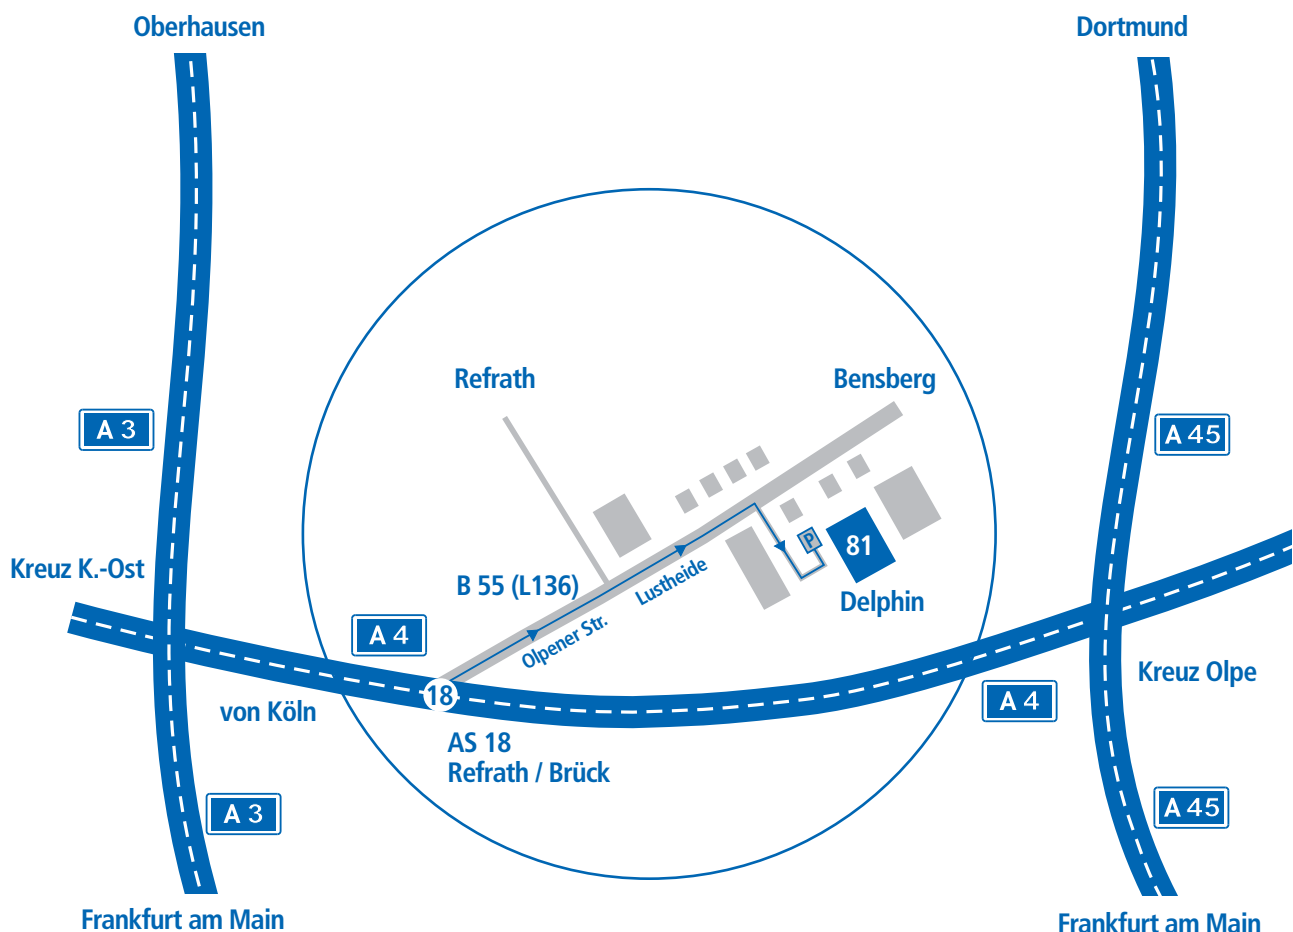 Oberhausen
Dortmund
Refrath
Bensberg
A 3
A 45
P
81
Kreuz K.-Ost
B 55 (L136)
Lustheide
Delphin
A 4
Olpener Str.
Kreuz Olpe
18
von Köln
A 4
AS 18
Refrath / Brück
A 3
A 45
Frankfurt am Main
Frankfurt am Main